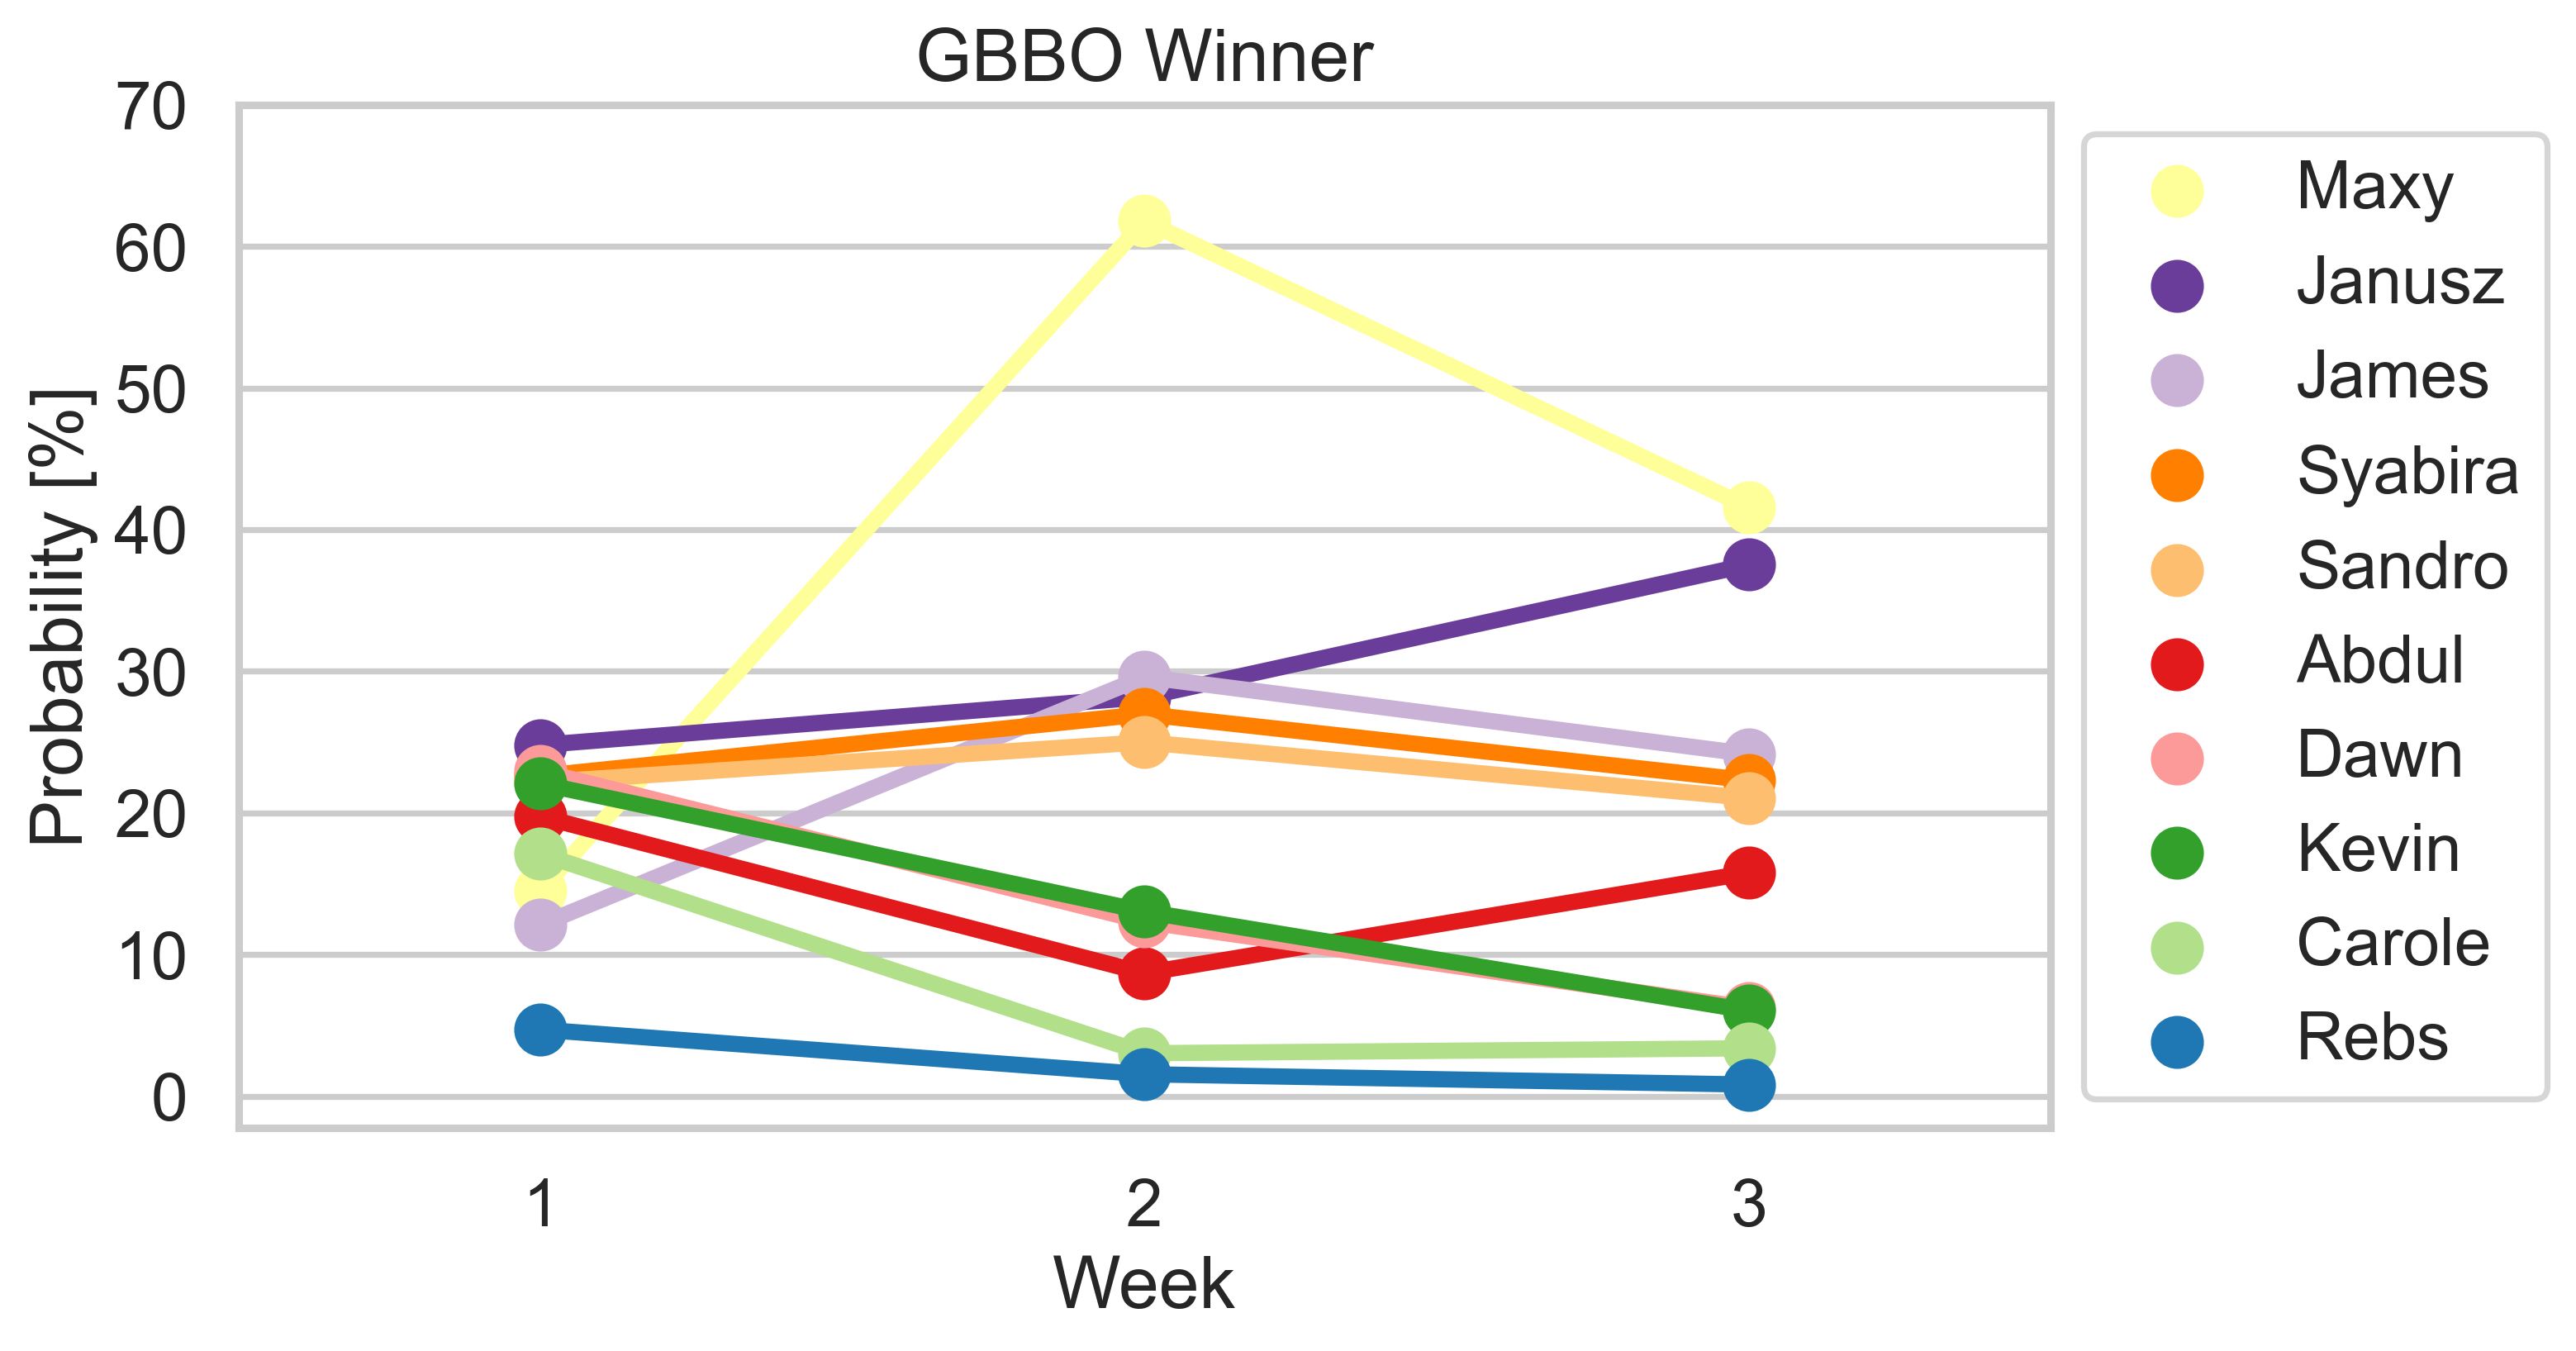 GBBO Winner
Probability [%]
70
60
50
40
30
20
10
0
1 2 3
Week
Maxy
Janusz
James
Syabira
Sandro
Abdul
Dawn
Kevin
Carole
Rebs